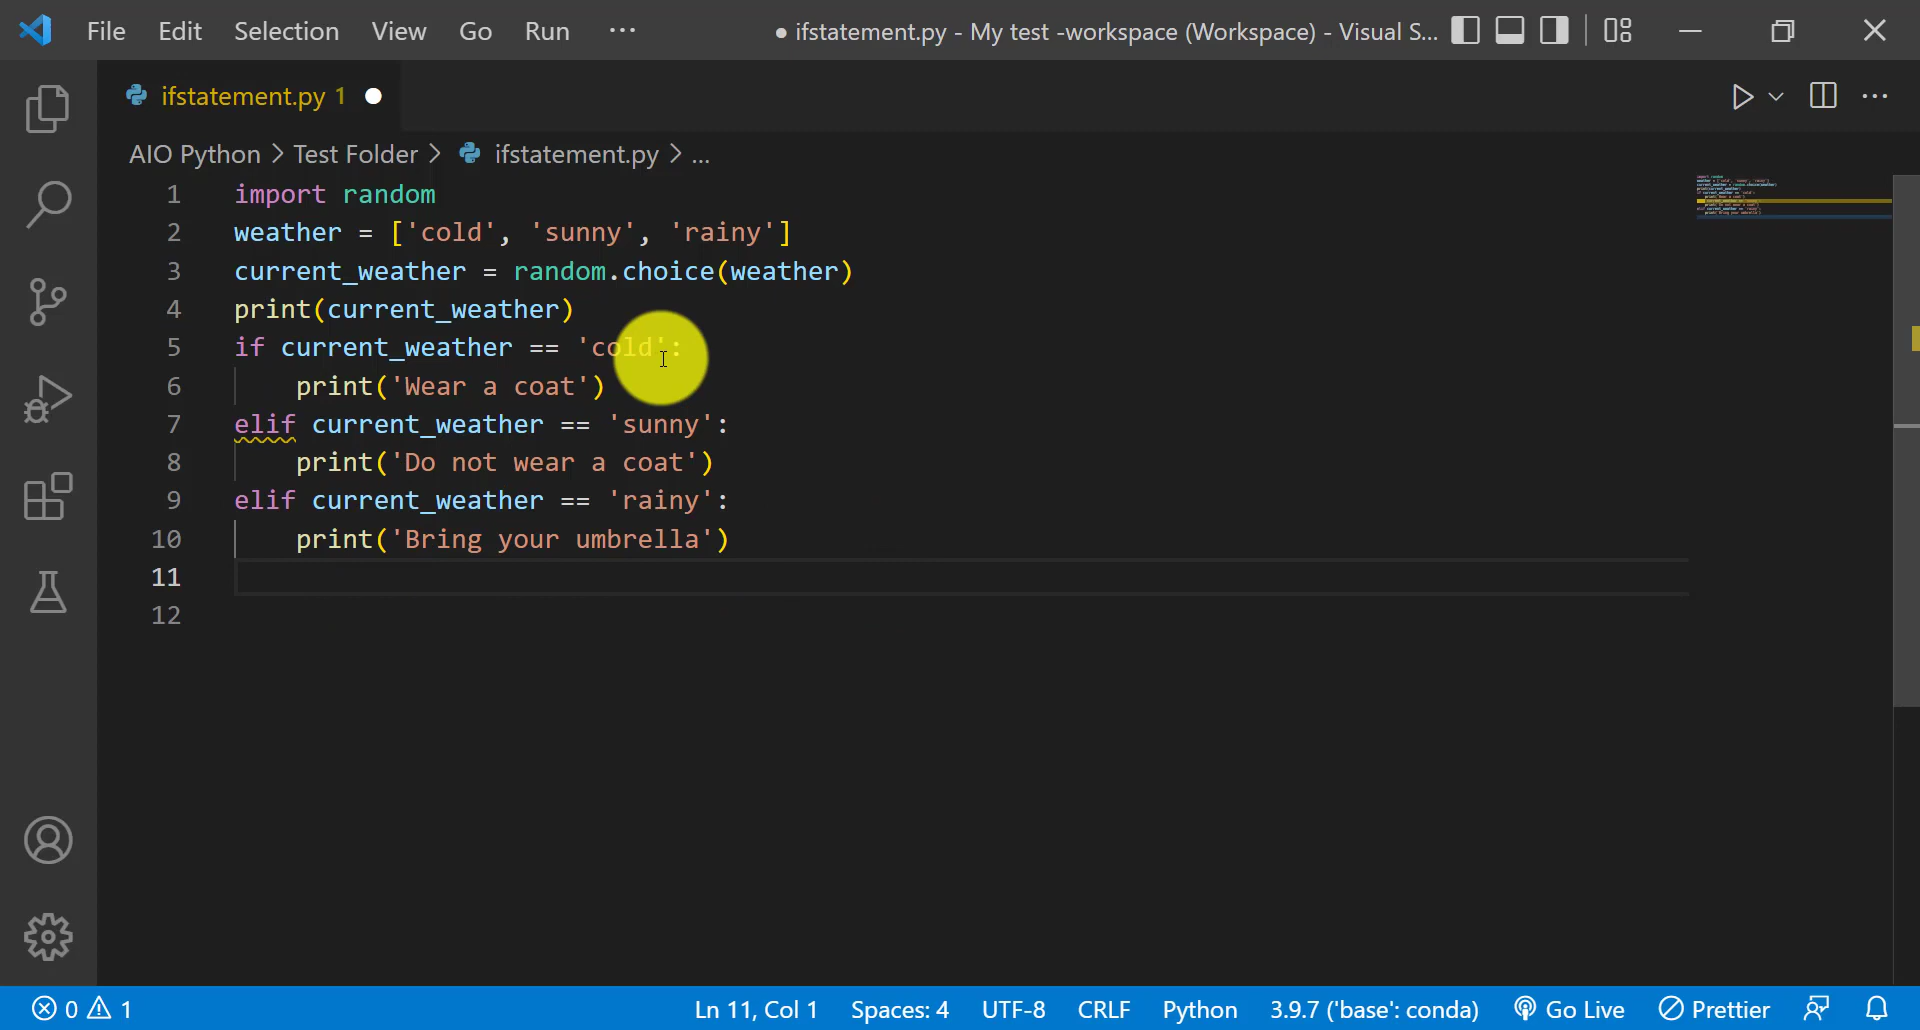 File Edit Selection View Go Run ··· ● ifstatement.py - My test -workspace (Workspace) - Visual S...
ifstatement.py 1 ●
AIO Python > Test Folder > ifstatement.py > ...
1 import random
2 weather = ['cold', 'sunny', 'rainy']
3 current_weather = random.choice(weather)
4 print(current_weather)
5 if current_weather == 'cold':
6 print('Wear a coat')
7 elif current_weather == 'sunny':
8 print('Do not wear a coat')
9 elif current_weather == 'rainy':
10 print('Bring your umbrella')
11
12
0 1 Ln 11, Col 1 Spaces: 4 UTF-8 CRLF Python 3.9.7 ('base': conda) Go Live Prettier